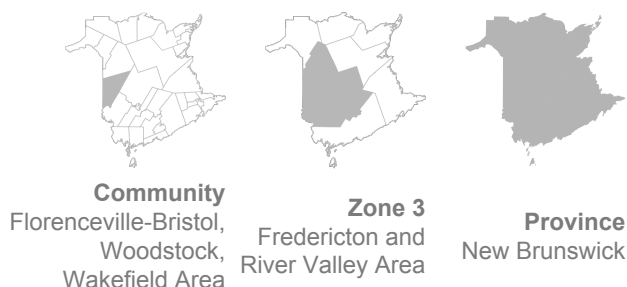 Community
Florenceville-Bristol,
Woodstock,
Wakefield Area
Zone 3
Fredericton and
River Valley Area
Province
New Brunswick